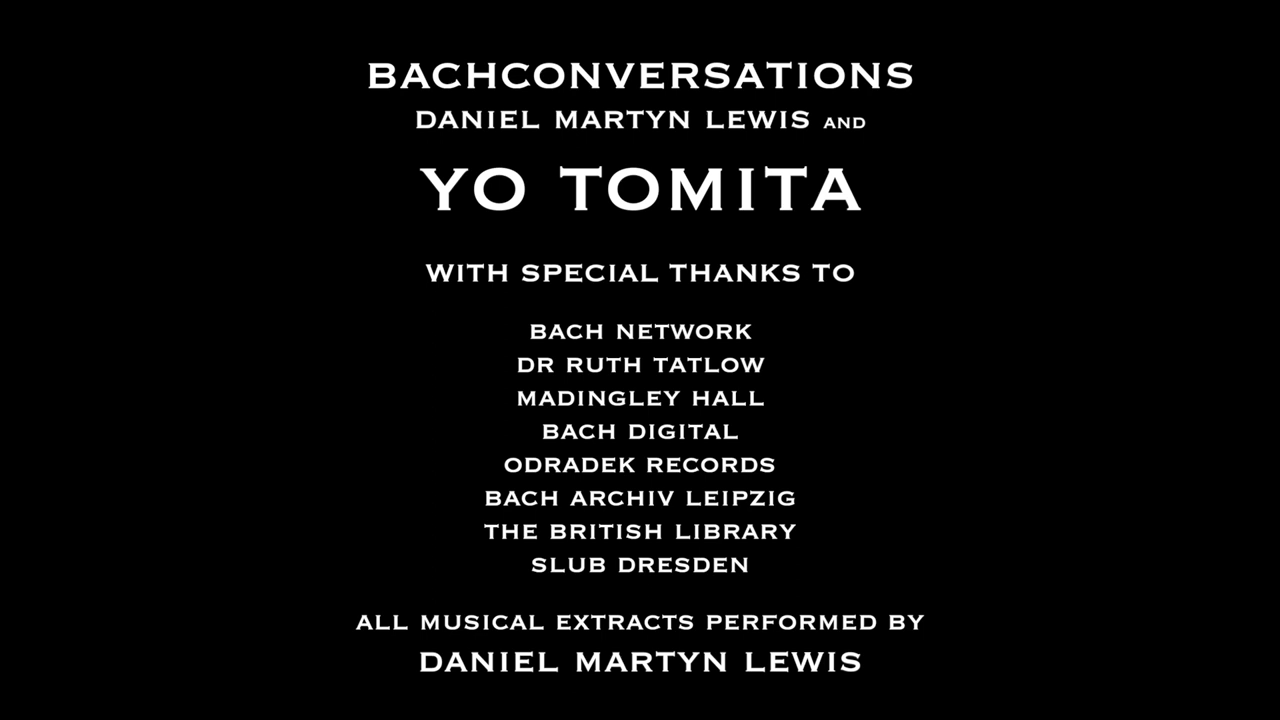 BACHCONVERSATIONS
DANIEL MARTYN LEWIS AND
YO TOMITA
WITH SPECIAL THANKS TO
BACH NETWORK
DR RUTH TATLOW
MADINGLEY HALL
BACH DIGITAL
ODRADEK RECORDS
BACH ARCHIV LEIPZIG
THE BRITISH LIBRARY
SLUB DRESDEN
ALL MUSICAL EXTRACTS PERFORMED BY
DANIEL MARTYN LEWIS